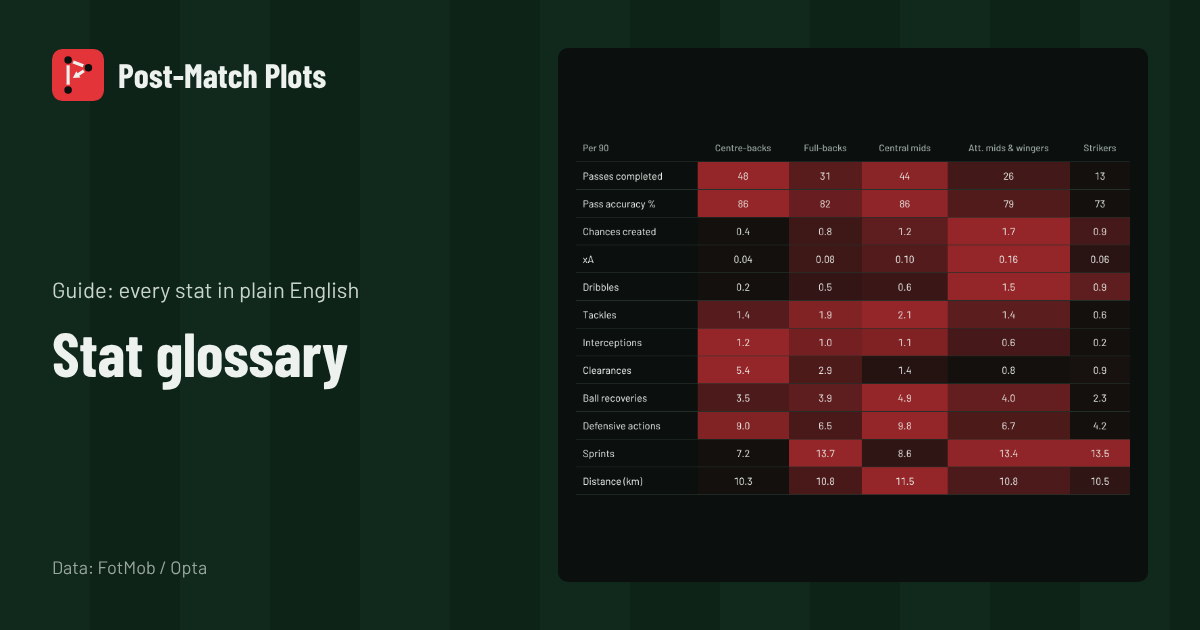 Post-Match Plots
Guide: every stat in plain English
Stat glossary
Data: FotMob / Opta
Per 90 Centre-backs Full-backs Central mids Att. mids & wingers Strikers
Passes completed 48 31 44 26 13
Pass accuracy % 86 82 86 79 73
Chances created 0.4 0.8 1.2 1.7 0.9
xA 0.04 0.08 0.10 0.16 0.06
Dribbles 0.2 0.5 0.6 1.5 0.9
Tackles 1.4 1.9 2.1 1.4 0.6
Interceptions 1.2 1.0 1.1 0.6 0.2
Clearances 5.4 2.9 1.4 0.8 0.9
Ball recoveries 3.5 3.9 4.9 4.0 2.3
Defensive actions 9.0 6.5 9.8 6.7 4.2
Sprints 7.2 13.7 8.6 13.4 13.5
Distance (km) 10.3 10.8 11.5 10.8 10.5